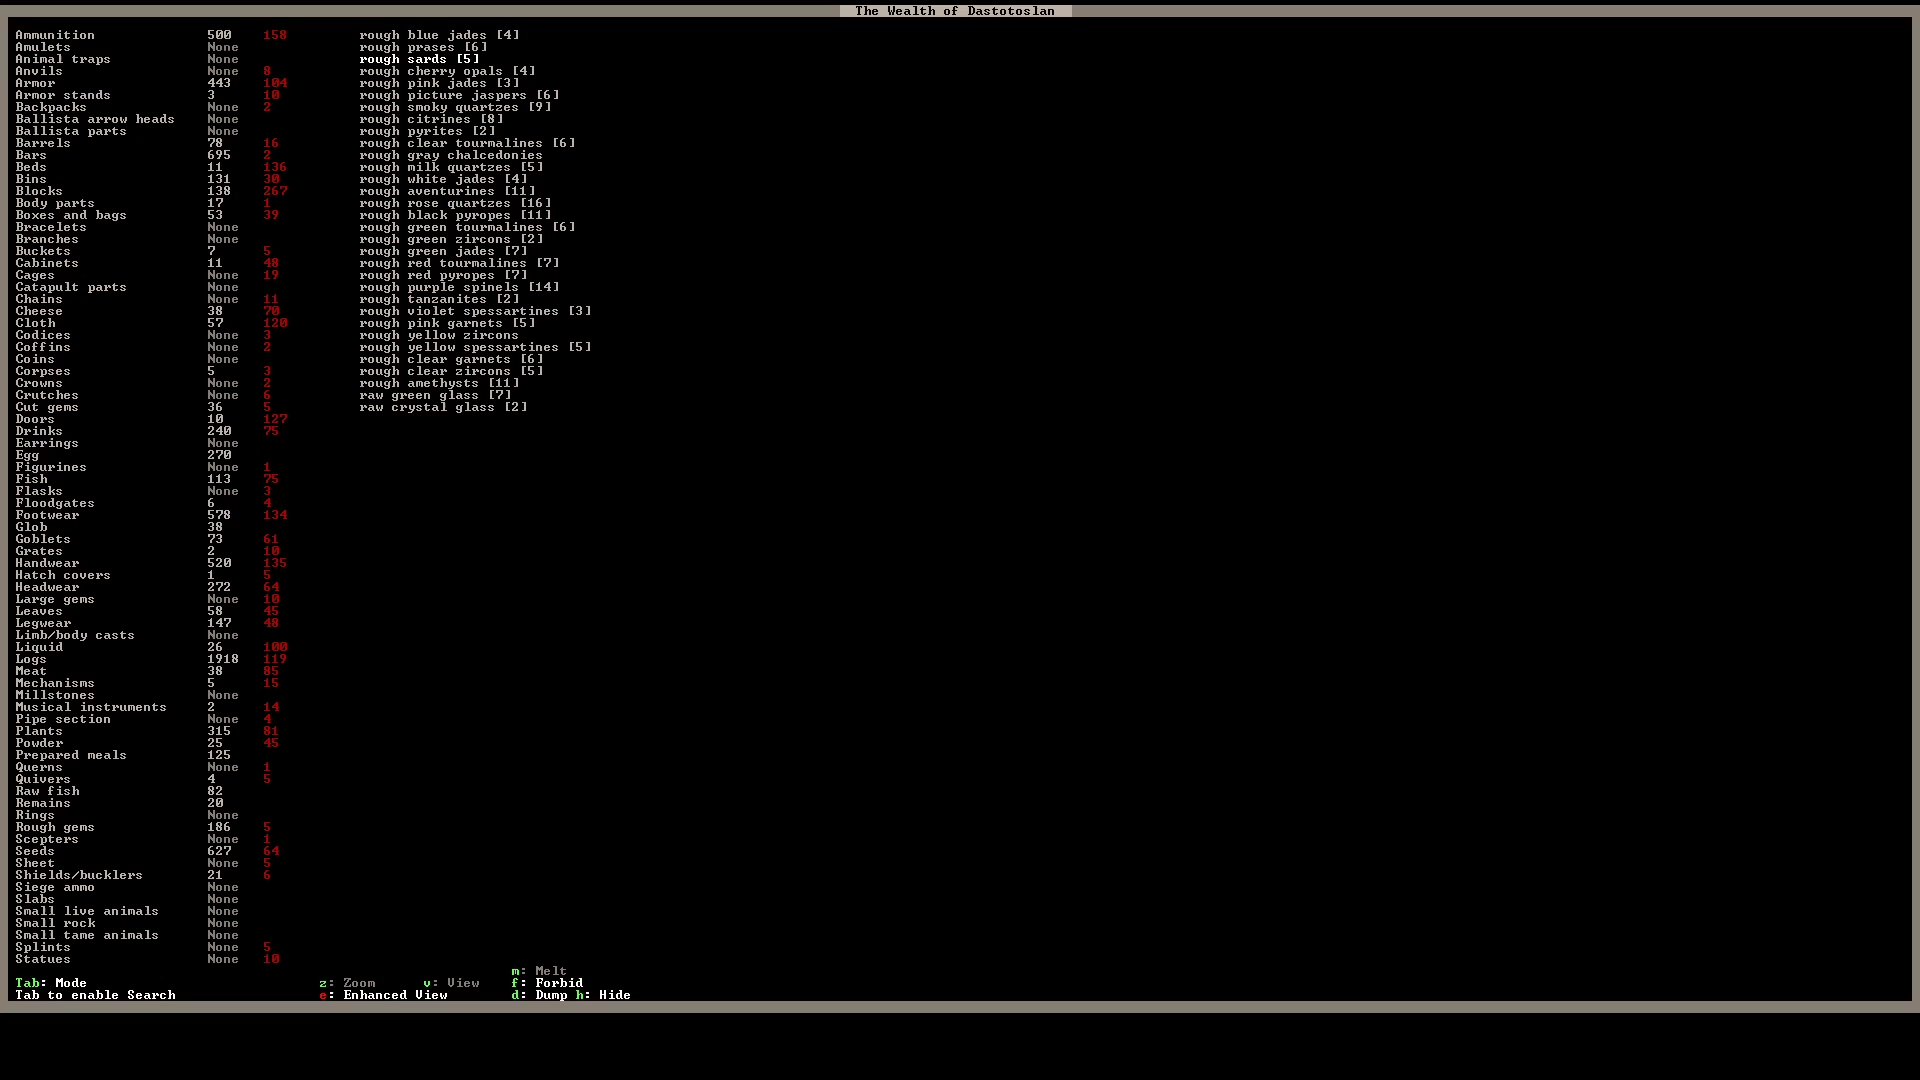 The Wealth of Dastotoslan
Ammunition 500 158 rough blue jades [4]
Amulets None rough prases [6]
Animal traps None rough sards [5]
Anvils None 8 rough cherry opals [4]
Armor 443 104 rough pink jades [3]
Armor stands 3 10 rough picture jaspers [6]
Backpacks None 2 rough smoky quartzes [9]
Ballista arrow heads None rough citrines [8]
Ballista parts None rough pyrites [2]
Barrels 78 16 rough clear tourmalines [6]
Bars 695 2 rough gray chalcedonies
Beds 11 136 rough milk quartzes [5]
Bins 131 30 rough white jades [4]
Blocks 138 267 rough aventurines [11]
Body parts 17 1 rough rose quartzes [16]
Boxes and bags 53 39 rough black pyropes [11]
Bracelets None rough green tourmalines [6]
Branches None rough green zircons [2]
Buckets 7 5 rough green jades [7]
Cabinets 11 48 rough red tourmalines [7]
Cages None 19 rough red pyropes [7]
Catapult parts None rough purple spinels [14]
Chains None 11 rough tanzanites [2]
Cheese 38 70 rough violet spessartines [3]
Cloth 57 120 rough pink garnets [5]
Codices None 3 rough yellow zircons
Coffins None 2 rough yellow spessartines [5]
Coins None rough clear garnets [6]
Corpses 5 3 rough clear zircons [5]
Crowns None 2 rough amethysts [11]
Crutches None 6 raw green glass [7]
Cut gems 36 5 raw crystal glass [2]
Doors 10 127
Drinks 240 75
Earrings None
Egg 270
Figurines None 1
Fish 113 75
Flasks None 3
Floodgates 6 4
Footwear 578 134
Glob 38
Goblets 73 61
Grates 2 10
Handwear 520 135
Hatch covers 1 5
Headwear 272 64
Large gems None 10
Leaves 58 45
Legwear 147 48
Limb/body casts None
Liquid 26 100
Logs 1918 119
Meat 38 85
Mechanisms 5 15
Millstones None
Musical instruments 2 14
Pipe section None 4
Plants 315 81
Powder 25 45
Prepared meals 125
Querns None 1
Quivers 4 5
Raw fish 82
Remains 20
Rings None
Rough gems 186 5
Scepters None 1
Seeds 627 64
Sheet None 5
Shields/bucklers 21 6
Siege ammo None
Slabs None
Small live animals None
Small rock None
Small tame animals None
Splints None 5
Statues None 10
m: Melt
Tab: Mode z: Zoom v: View f: Forbid
Tab to enable Search e: Enhanced View d: Dump h: Hide